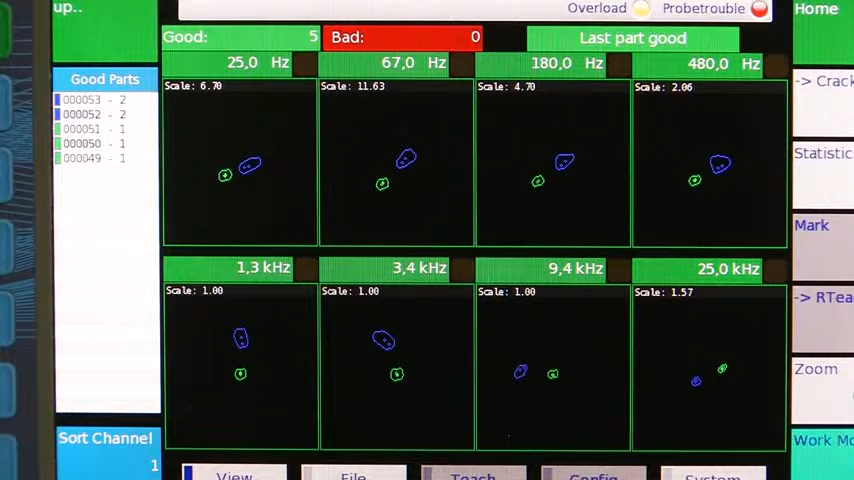 up..
Overload Probetrouble
Home
Good: 5 Bad: 0 Last part good
25,0 Hz 67,0 Hz 180,0 Hz 480,0 Hz
Good Parts
-> Crack
Scale: 6.70 Scale: 11.63 Scale: 4.70 Scale: 2.06
000053 - 2
000052 - 2
000051 - 1
000050 - 1
000049 - 1
Statistic
Mark
1,3 kHz 3,4 kHz 9,4 kHz 25,0 kHz
Scale: 1.00 Scale: 1.00 Scale: 1.00 Scale: 1.57
-> RTea
Zoom
Sort Channel
1
Work Mo
View File Teach Config System